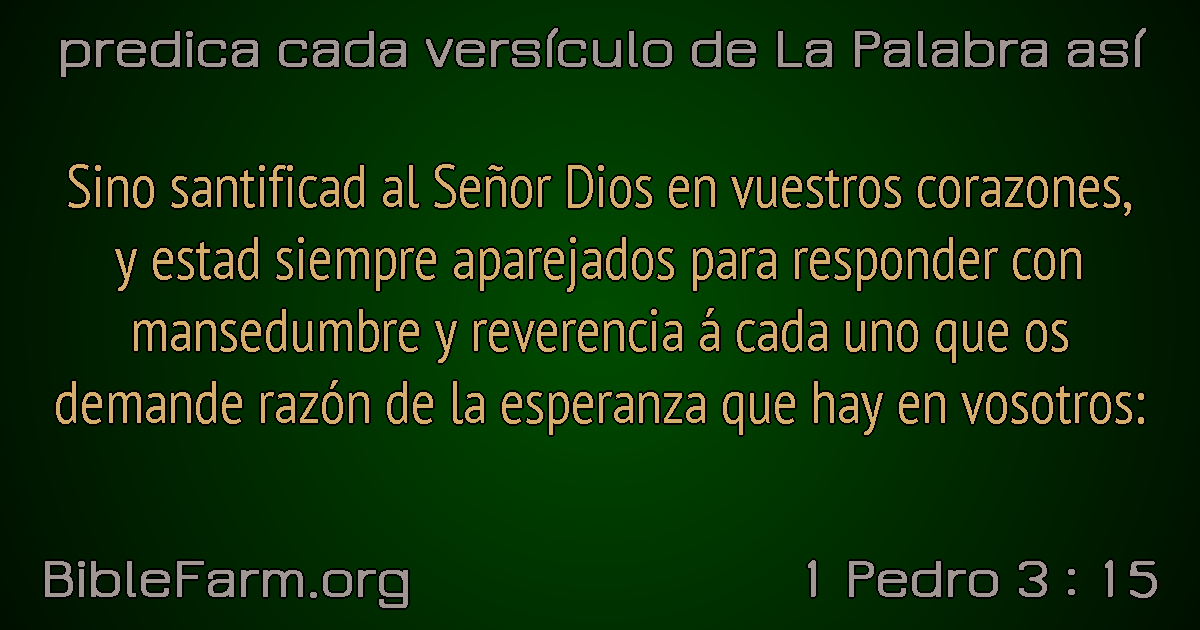 predica cada versículo de La Palabra así
Sino santificad al Señor Dios en vuestros corazones,
y estad siempre aparejados para responder con
mansedumbre y reverencia á cada uno que os
demande razón de la esperanza que hay en vosotros:
BibleFarm.org
1 Pedro 3 : 15